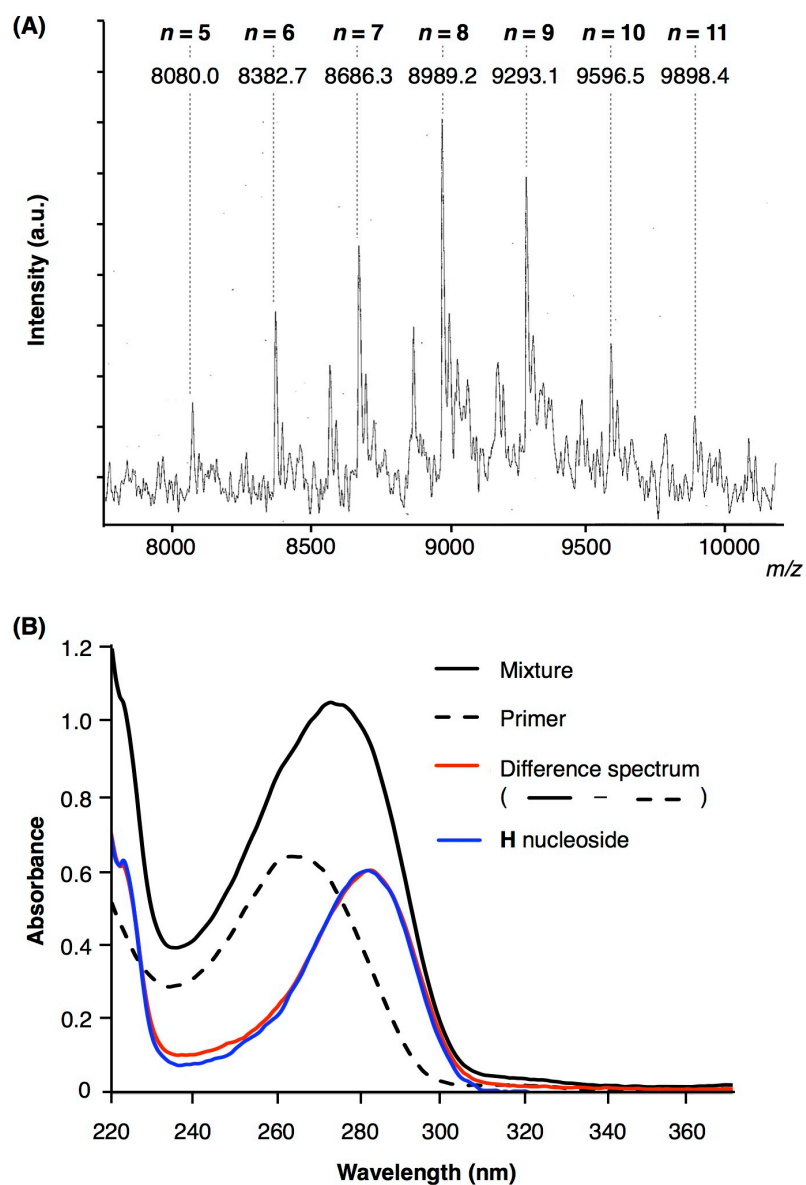 (A)
n = 5 n = 6 n = 7 n = 8 n = 9 n = 10 n = 11
8080.0 8382.7 8686.3 8989.2 9293.1 9596.5 9898.4
Intensity (a.u.)
8000 8500 9000 9500 10000
m/z
(B)
1.2
1.0
0.8
0.6
0.4
0.2
0
Absorbance
Mixture
Primer
Difference spectrum
( — – - - )
H nucleoside
220 240 260 280 300 320 340 360
Wavelength (nm)